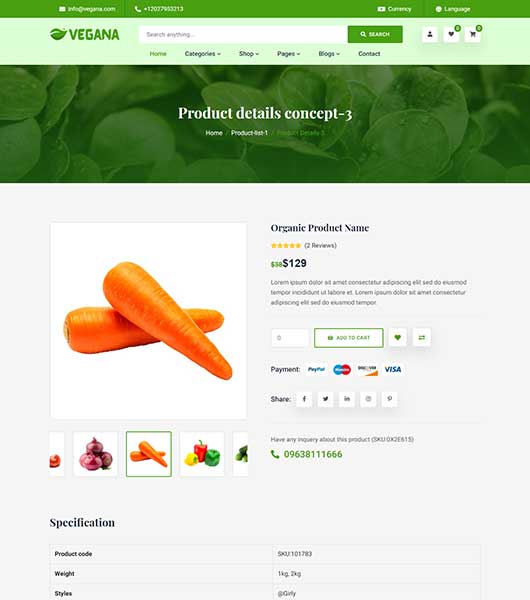 info@vegana.com +12027953213 Currency Language
VEGANA Search anything... SEARCH 0 0
Home Categories Shop Pages Blogs Contact
Product details concept-3
Home / Product-list-1 / Product Details 3
Organic Product Name
(2 Reviews)
$38 $129
Lorem ipsum dolor sit amet, consectetur adipiscing elit sed do eiusmod tempor
incididunt ut labore et. Lorem ipsum dolor sit amet, consectetur adipiscing elit
sed do eiusmod tempor.
0 ADD TO CART
Payment: PayPal Maestro DISCOVER VISA
Share:
Have any inquery about this product (SKU:0X2E615)
09638111666
Specification
Product code SKU:101783
Weight 1kg, 2kg
Styles @Girly